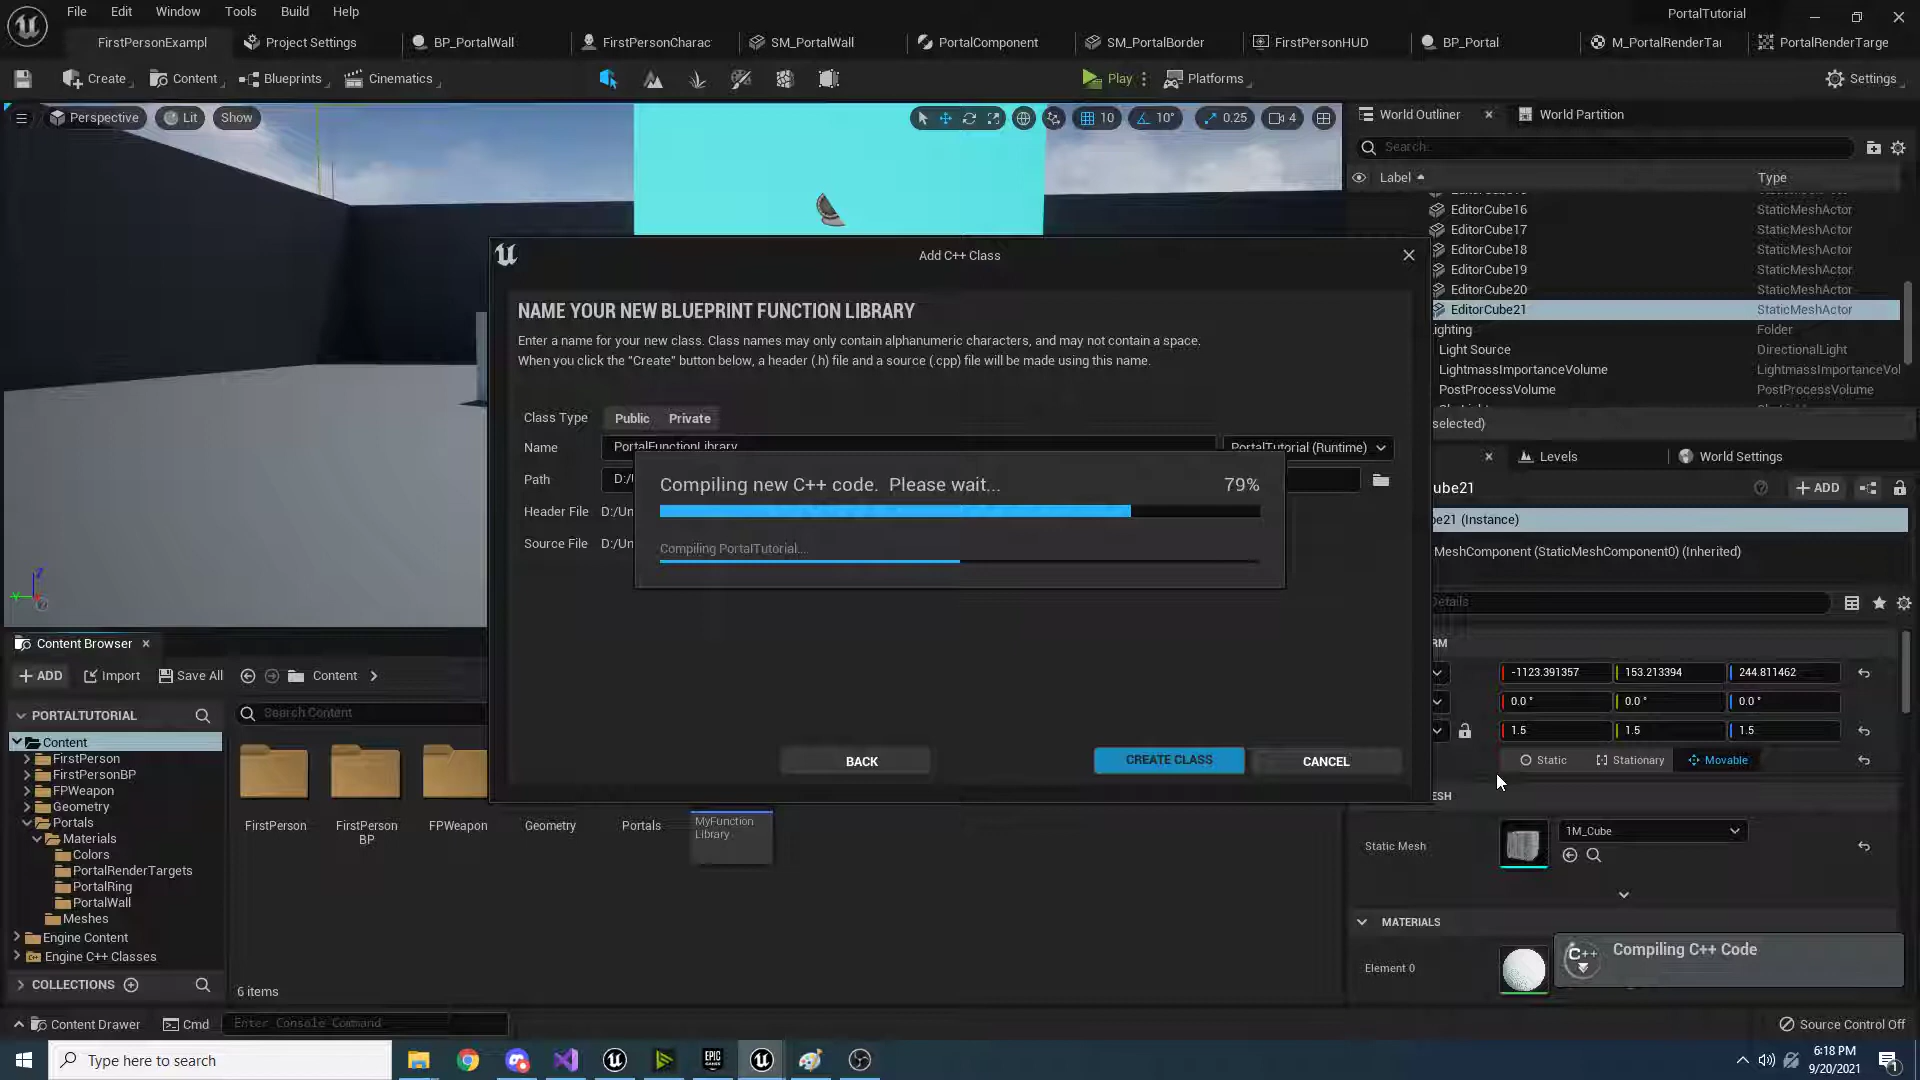 File Edit Window Tools Build Help
PortalTutorial
FirstPersonExampl Project Settings BP_PortalWall FirstPersonCharac SM_PortalWall PortalComponent SM_PortalBorder FirstPersonHUD BP_Portal M_PortalRenderTar PortalRenderTarge
Create Content Blueprints Cinematics Play Platforms Settings
Perspective Lit Show 10 10° 0.25 4
World Outliner World Partition
Search...
Label Type
EditorCube16 StaticMeshActor
EditorCube17 StaticMeshActor
EditorCube18 StaticMeshActor
EditorCube19 StaticMeshActor
EditorCube20 StaticMeshActor
EditorCube21 StaticMeshActor
ighting Folder
Light Source DirectionalLight
LightmassImportanceVolume LightmassImportanceVol
PostProcessVolume PostProcessVolume
selected)
Levels World Settings
ube21 ADD
be21 (Instance)
MeshComponent (StaticMeshComponent0) (Inherited)
Details
RM
-1123.391357 153.213394 244.811462
0.0 ° 0.0 ° 0.0 °
1.5 1.5 1.5
Static Stationary Movable
ESH
Static Mesh 1M_Cube
MATERIALS
Element 0
Compiling C++ Code
Add C++ Class
NAME YOUR NEW BLUEPRINT FUNCTION LIBRARY
Enter a name for your new class. Class names may only contain alphanumeric characters, and may not contain a space.
When you click the "Create" button below, a header (.h) file and a source (.cpp) file will be made using this name.
Class Type Public Private
Name PortalFunctionLibrary PortalTutorial (Runtime)
Path D:/U
Header File D:/Un
Source File D:/Un
Compiling new C++ code. Please wait... 79%
Compiling PortalTutorial...
BACK CREATE CLASS CANCEL
Content Browser
ADD Import Save All Content
PORTALTUTORIAL Search Content
Content
FirstPerson
FirstPersonBP
FPWeapon
Geometry
Portals
Materials
Colors
PortalRenderTargets
PortalRing
PortalWall
Meshes
Engine Content
Engine C++ Classes
COLLECTIONS
FirstPerson FirstPerson
BP FPWeapon Geometry Portals MyFunction
Library
6 items
Content Drawer Cmd Enter Console Command Source Control Off
Type here to search
EPIC
GAMES
6:18 PM
9/20/2021
1